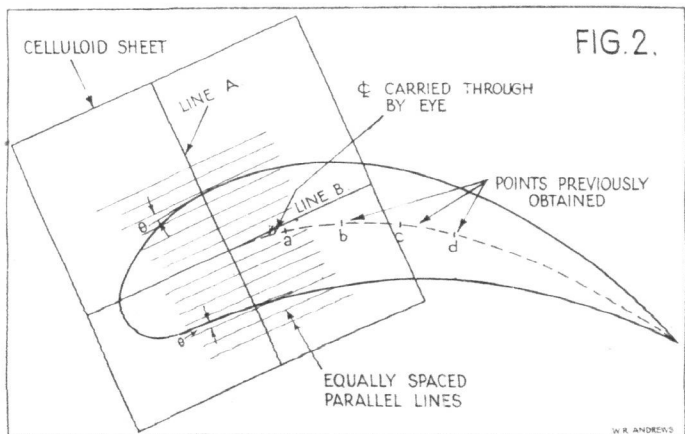 FIG.2.
CELLULOID SHEET
LINE A
℄ CARRIED THROUGH
BY EYE
LINE B
POINTS PREVIOUSLY
OBTAINED
a
b
c
d
θ
θ
EQUALLY SPACED
PARALLEL LINES
W.R. ANDREWS